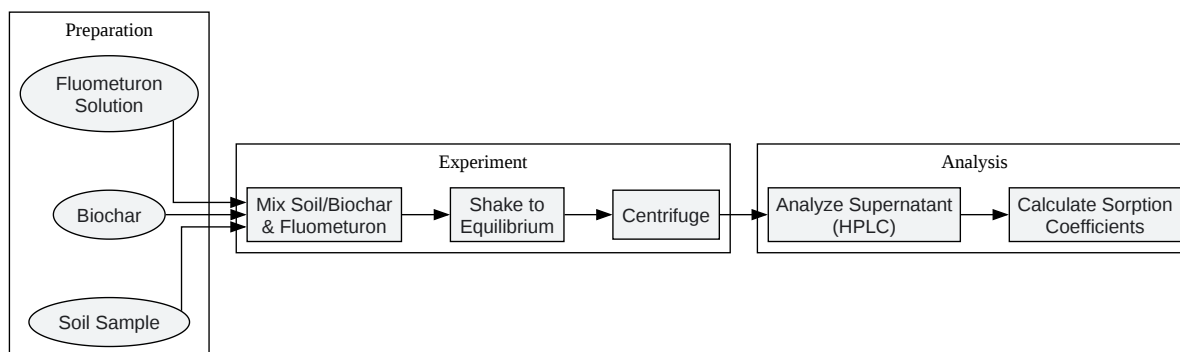 Preparation
Fluometuron
Solution
Biochar
Soil Sample
Experiment
Mix Soil/Biochar
& Fluometuron
Shake to
Equilibrium
Centrifuge
Analysis
Analyze Supernatant
(HPLC)
Calculate Sorption
Coefficients